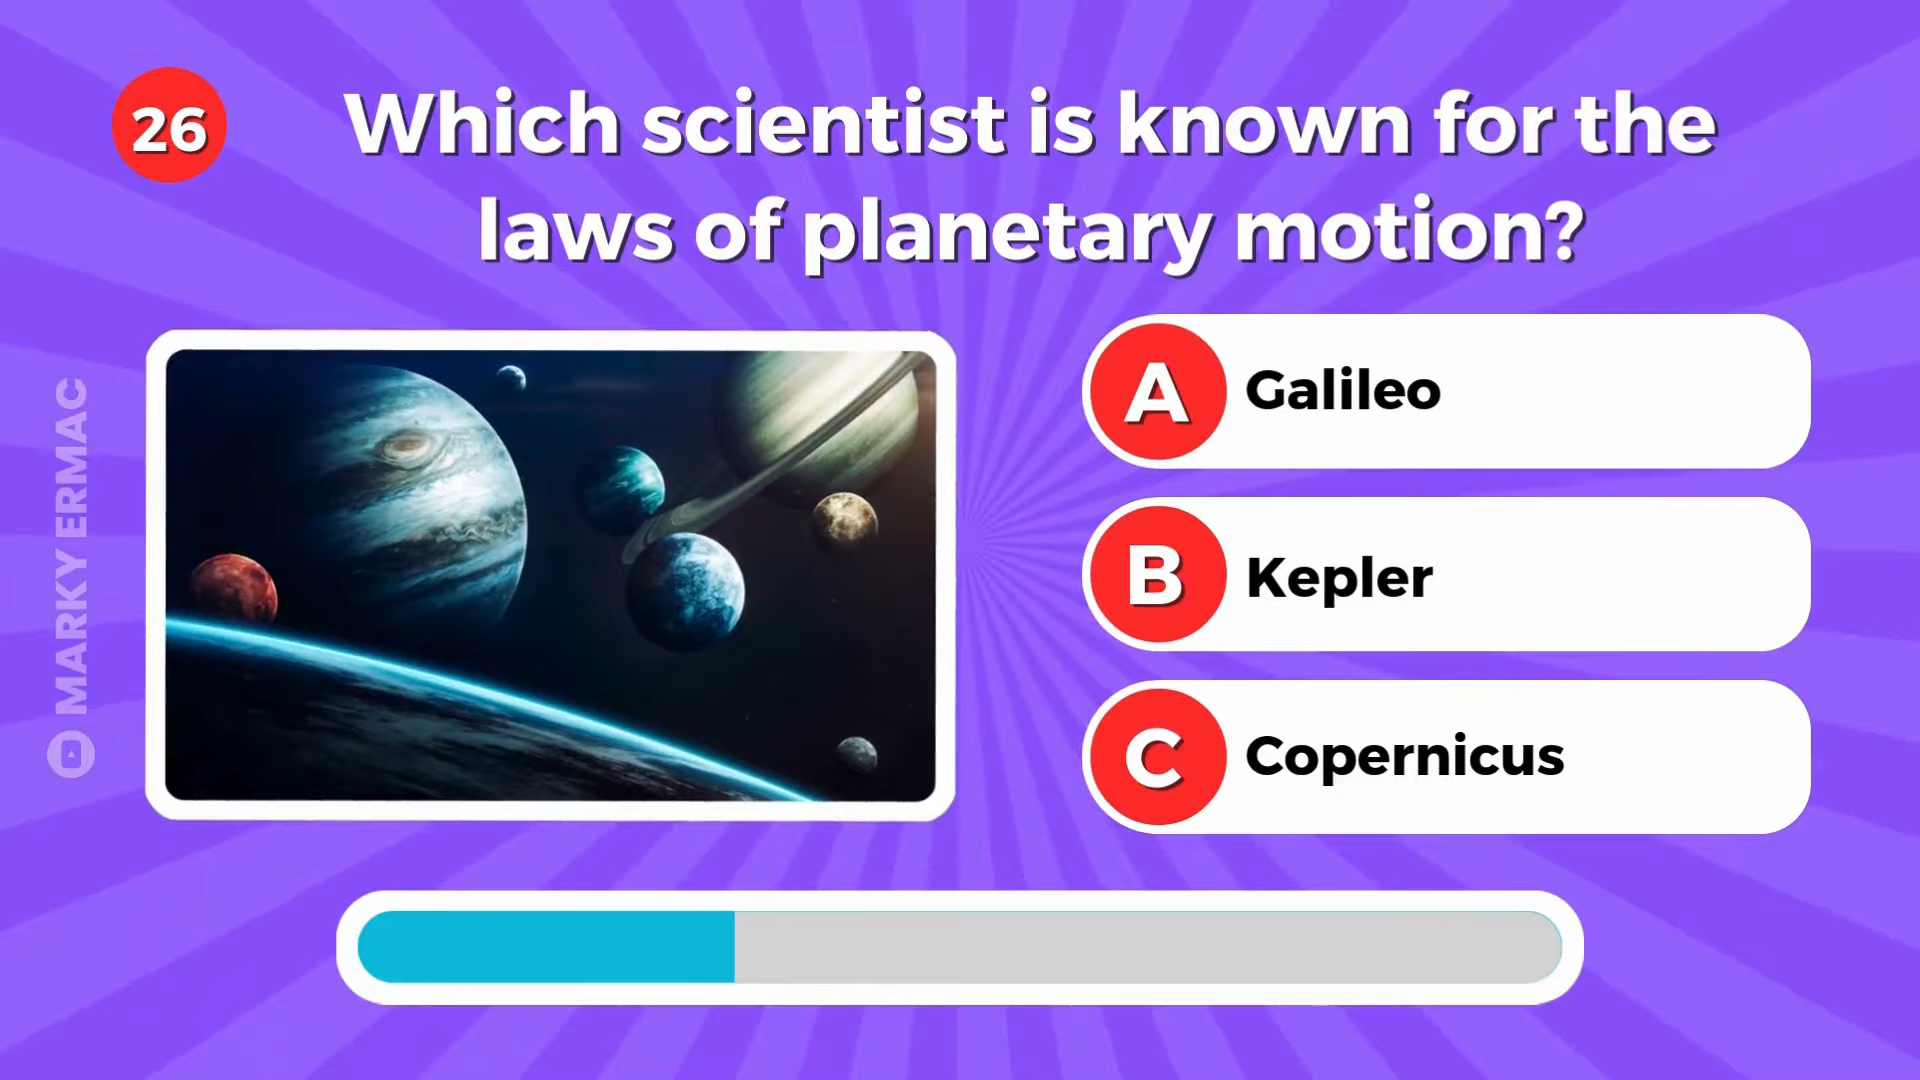 26
Which scientist is known for the
laws of planetary motion?
A Galileo
B Kepler
C Copernicus
MARKY ERMAC